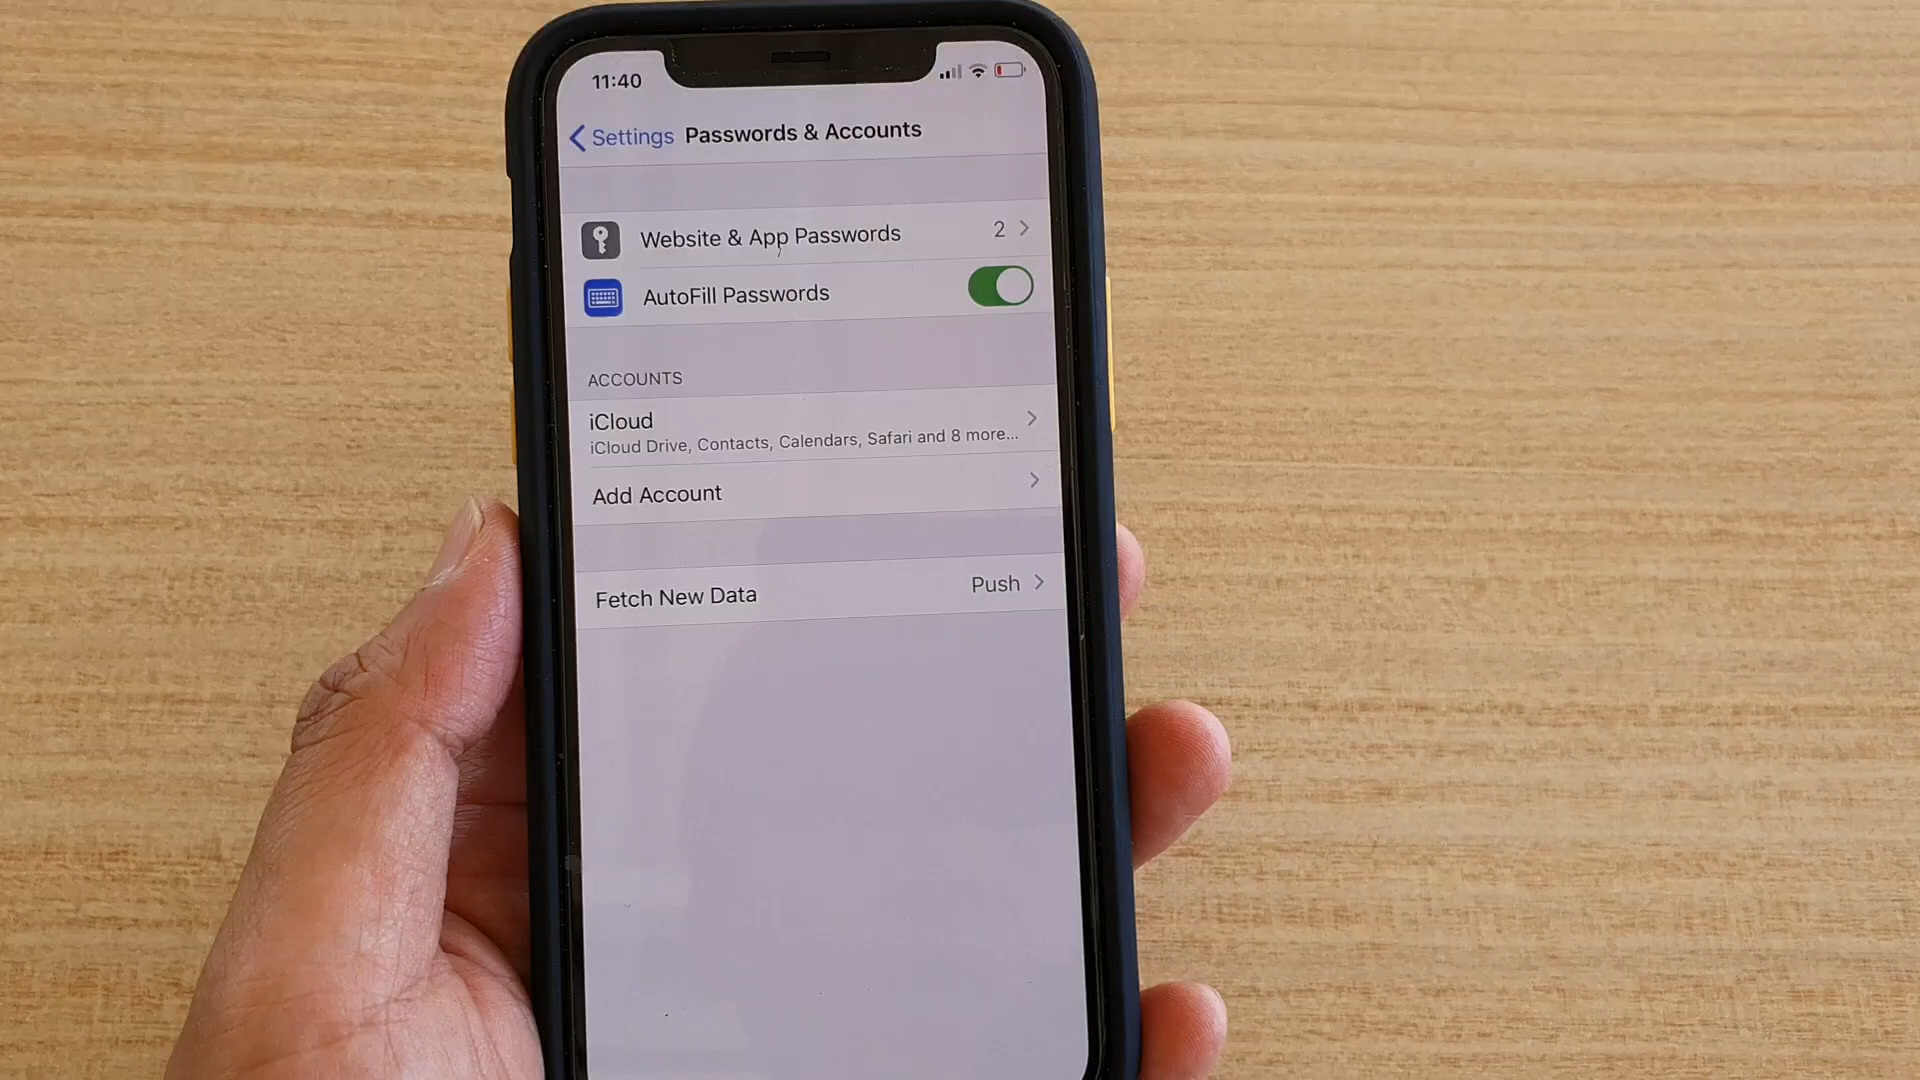 11:40
Settings Passwords & Accounts
Website & App Passwords 2
AutoFill Passwords
ACCOUNTS
iCloud
iCloud Drive, Contacts, Calendars, Safari and 8 more...
Add Account
Fetch New Data Push